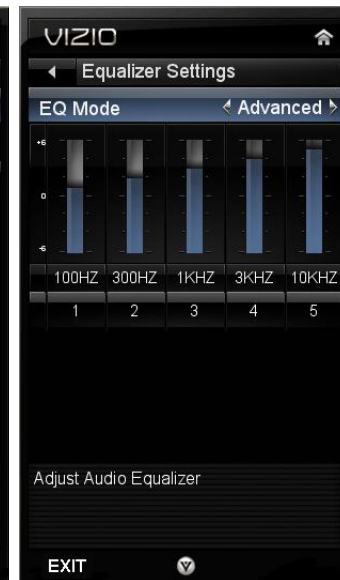 VIZIO
Equalizer Settings
EQ Mode Advanced
+6
0
-6
100HZ 300HZ 1KHZ 3KHZ 10KHZ
1 2 3 4 5
Adjust Audio Equalizer
EXIT V